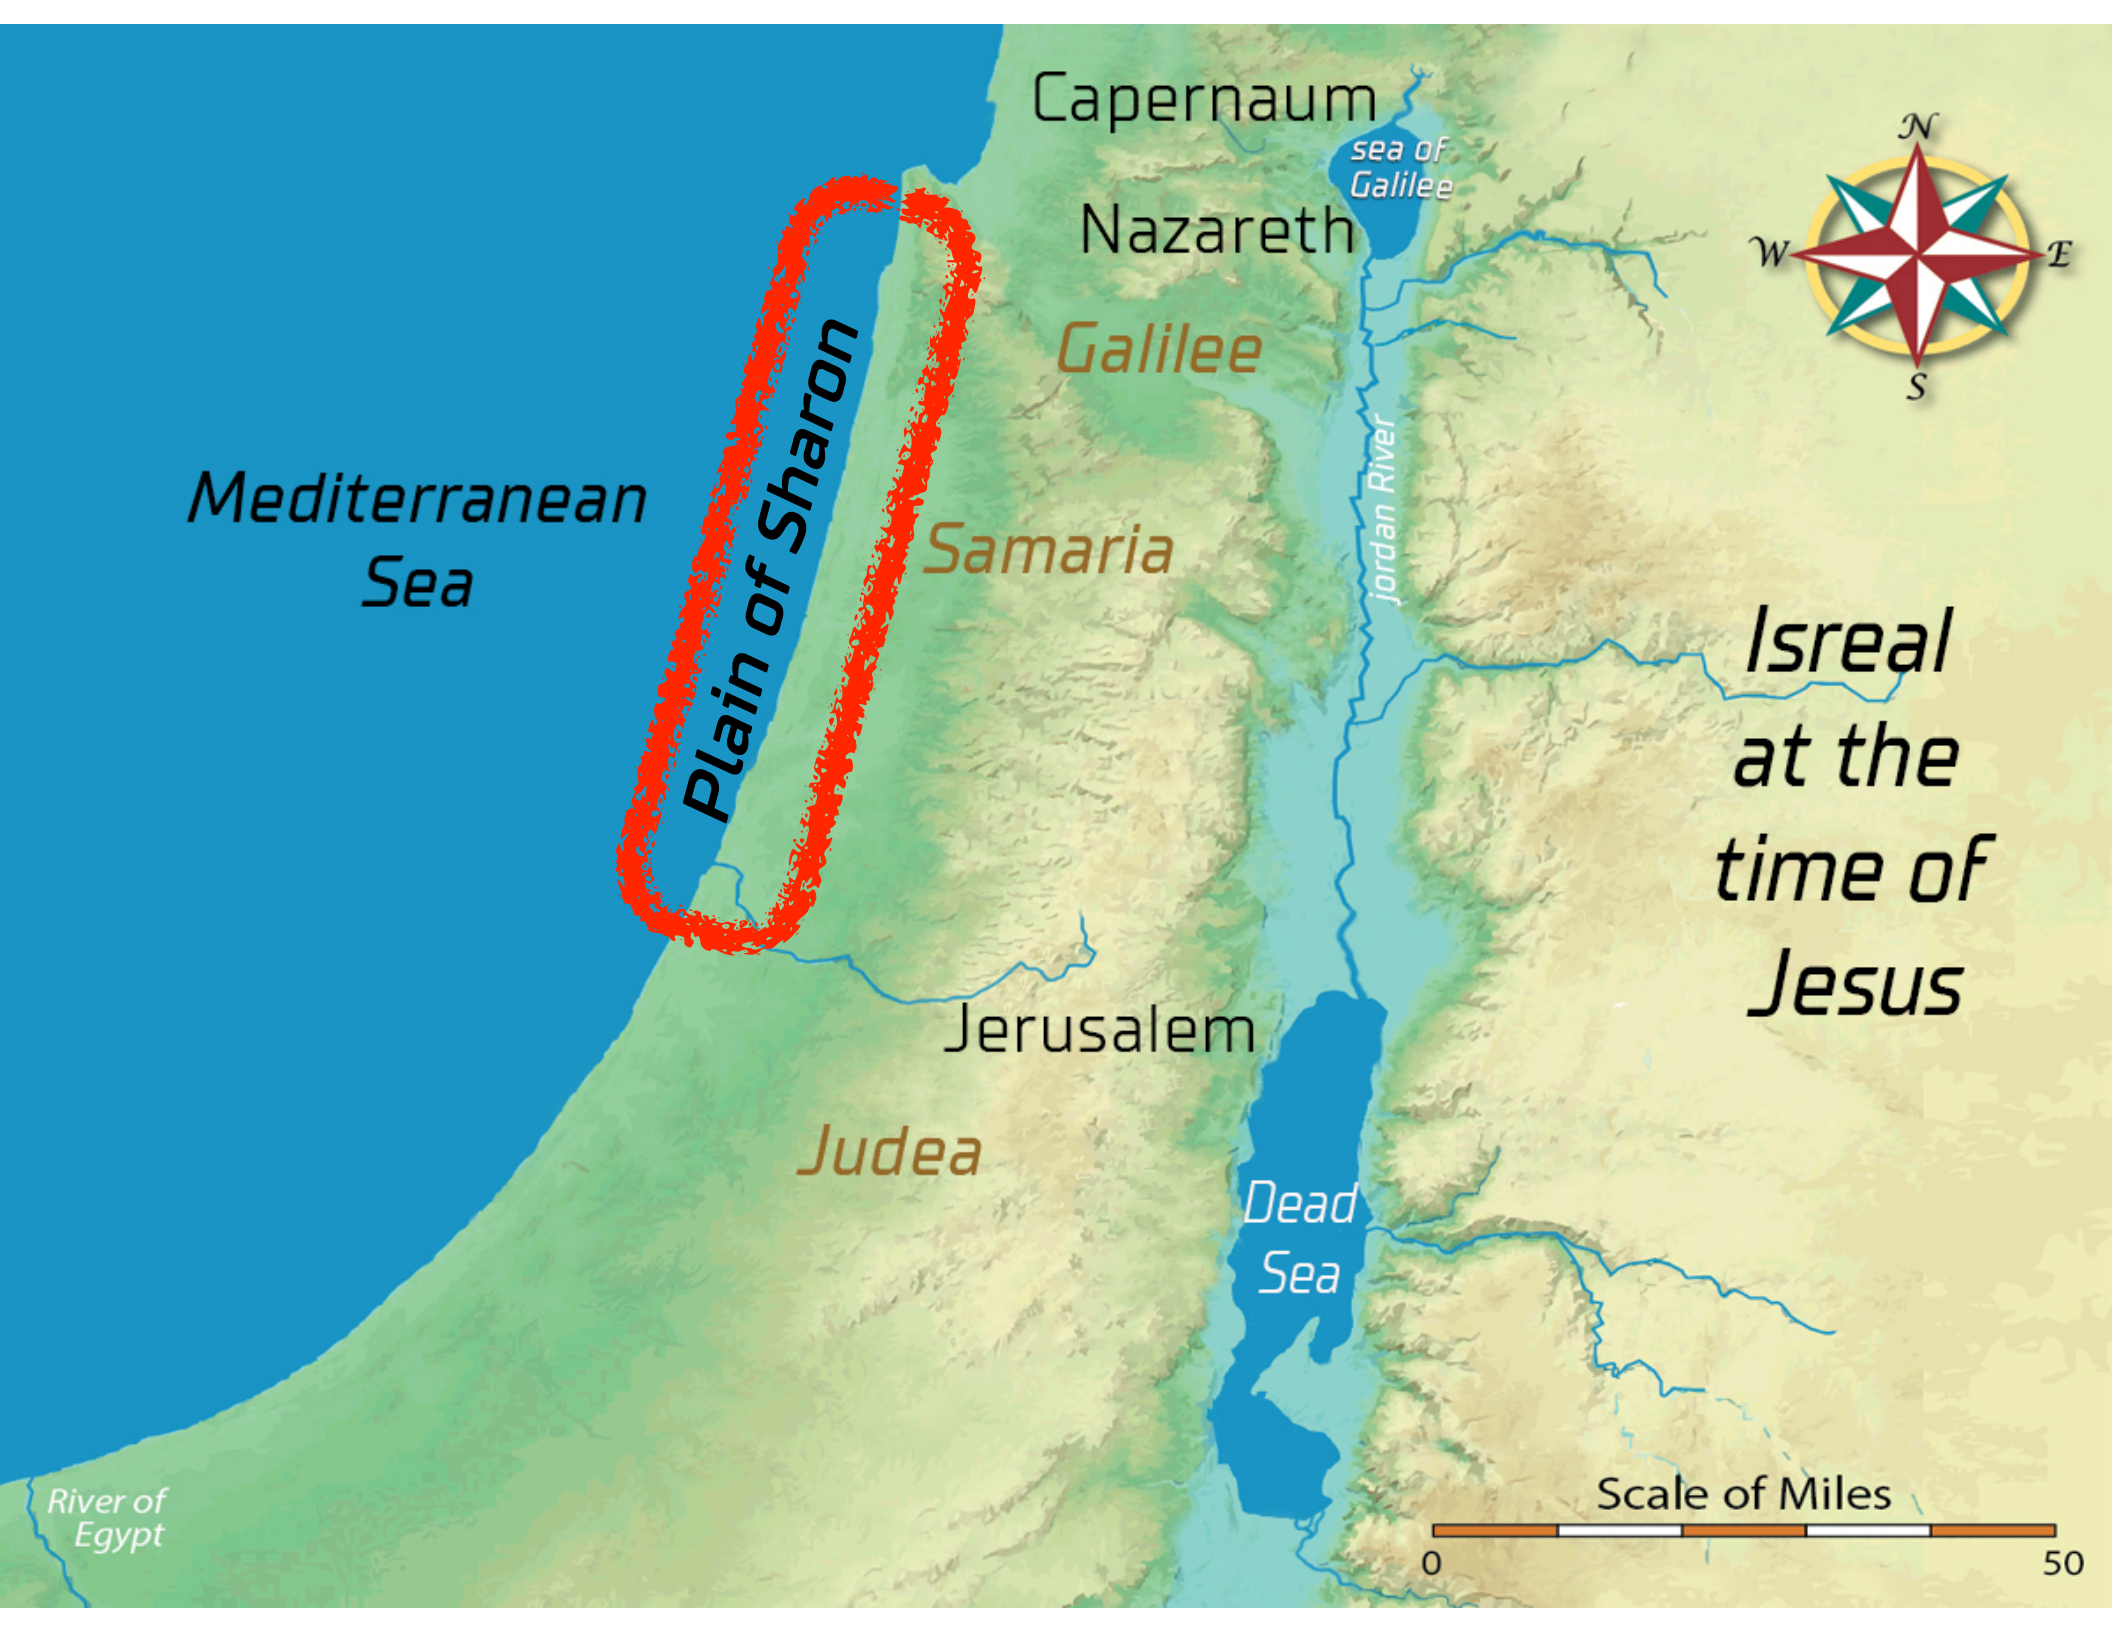 Capernaum
sea of
Galilee
N
W
E
S
Nazareth
Galilee
Plain of Sharon
jordan River
Mediterranean
Sea
Samaria
Isreal
at the
time of
Jesus
Jerusalem
Judea
Dead
Sea
River of
Egypt
Scale of Miles
0
50